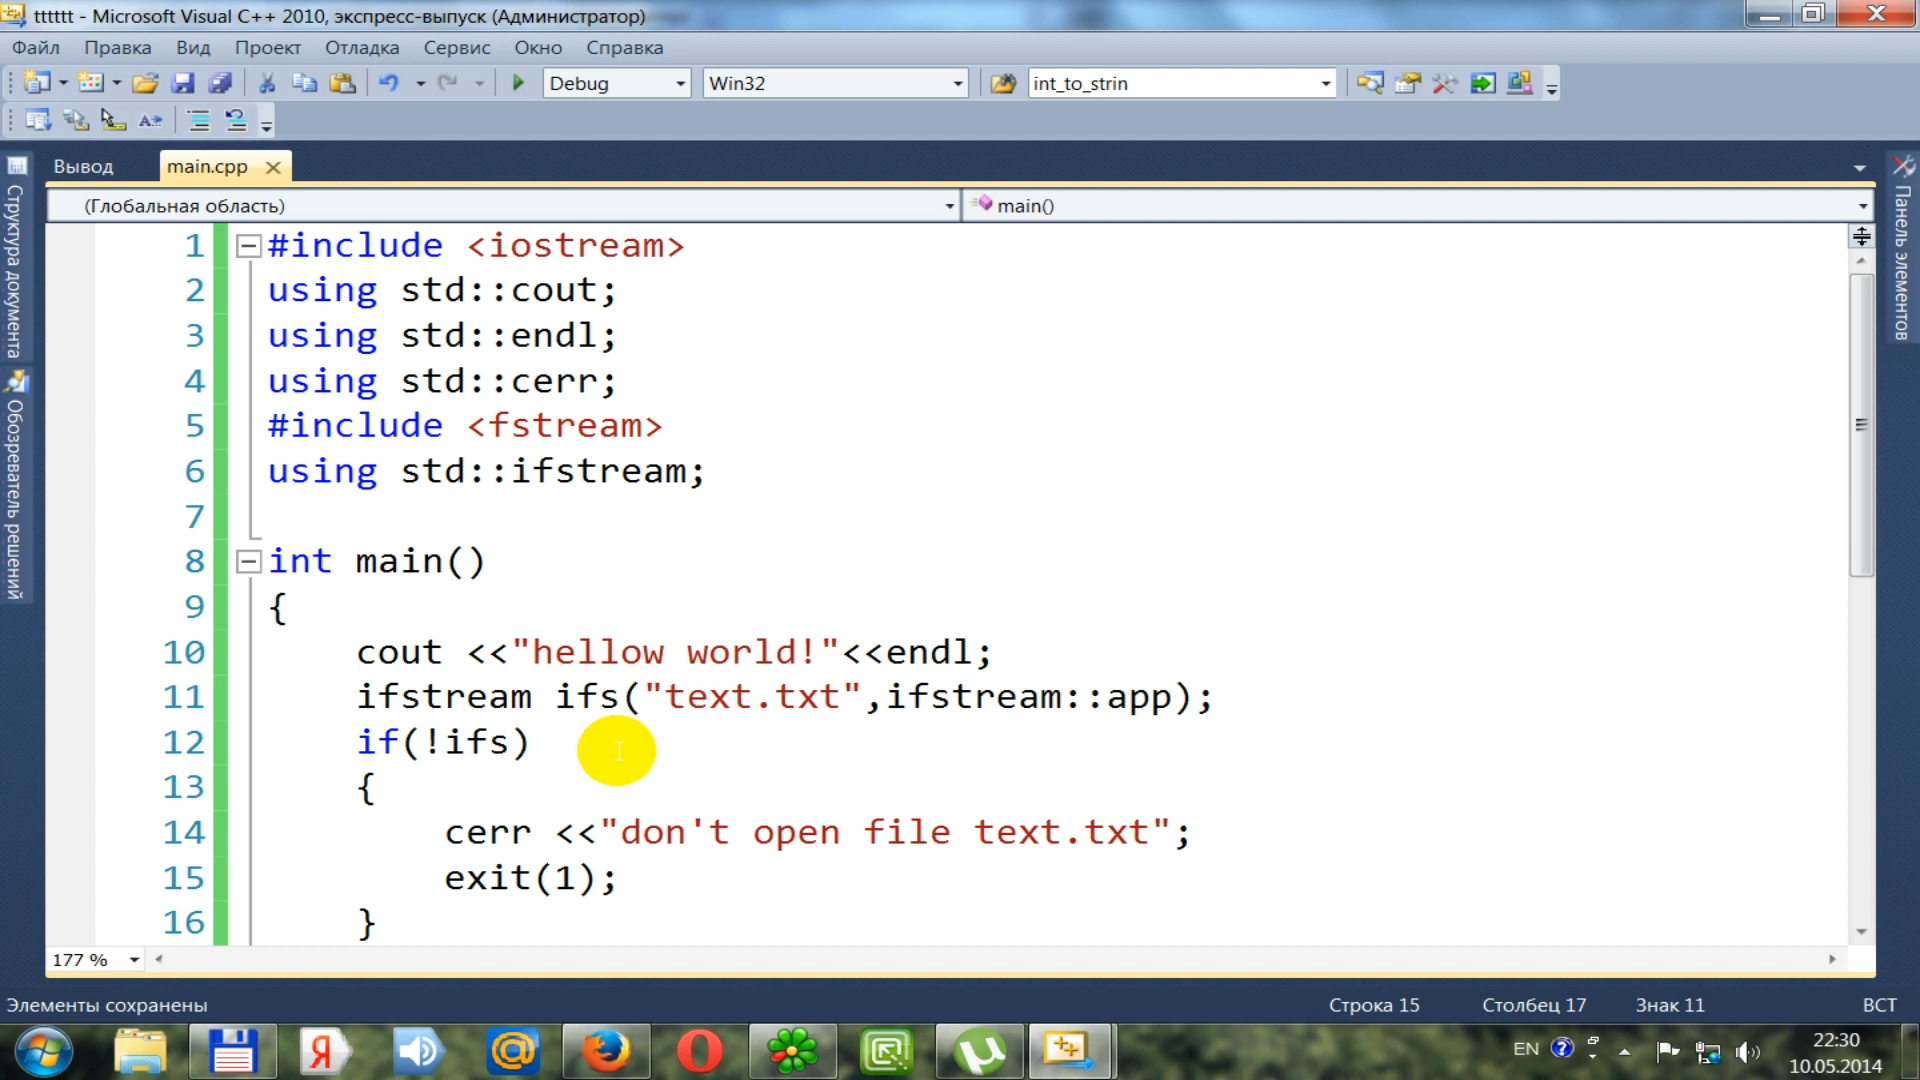 tttttt - Microsoft Visual C++ 2010, экспресс-выпуск (Администратор)
Файл Правка Вид Проект Отладка Сервис Окно Справка
Debug Win32 int_to_strin
Вывод main.cpp
(Глобальная область) main()
Структура документа
Обозреватель решений
Панель элементов
1 #include <iostream>
2 using std::cout;
3 using std::endl;
4 using std::cerr;
5 #include <fstream>
6 using std::ifstream;
7
8 int main()
9 {
10 cout <<"hellow world!"<<endl;
11 ifstream ifs("text.txt",ifstream::app);
12 if(!ifs)
13 {
14 cerr <<"don't open file text.txt";
15 exit(1);
16 }
177 %
Элементы сохранены Строка 15 Столбец 17 Знак 11 ВСТ
EN 22:30
10.05.2014